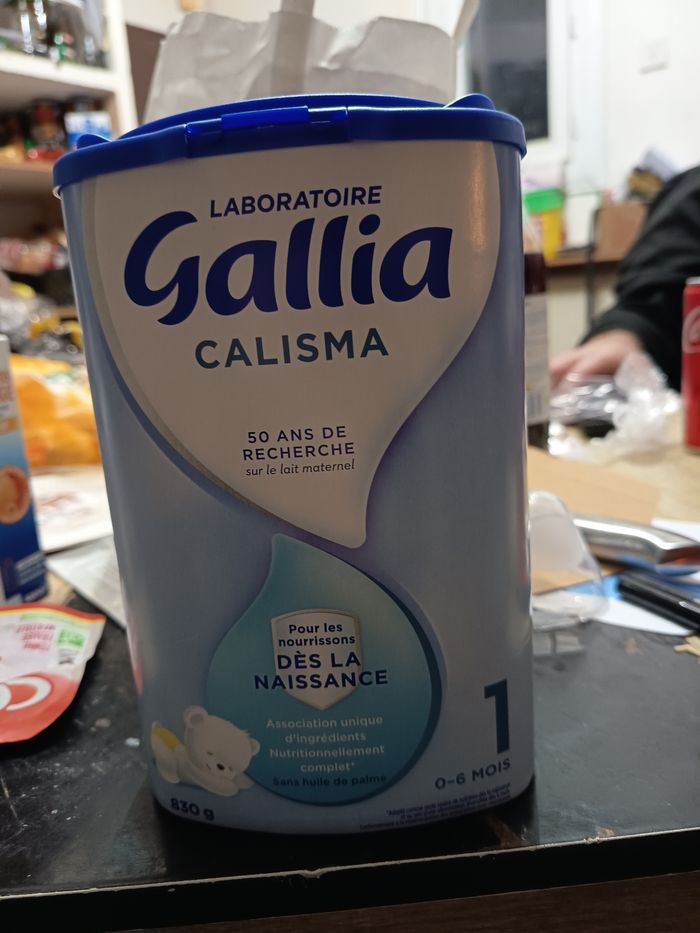 LABORATOIRE
Gallia
CALISMA
50 ANS DE
RECHERCHE
sur le lait maternel
Pour les
nourrissons
DÈS LA
NAISSANCE
Association unique
d'ingrédients
Nutritionnellement
complet*
Sans huile de palme
1
0-6 MOIS
830 g